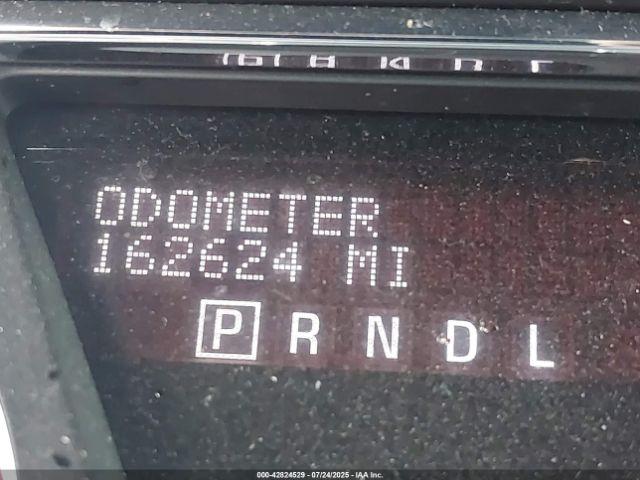 ODOMETER
162624 MI
P R N D L
000-42824529 - 07/24/2025 - IAA Inc.